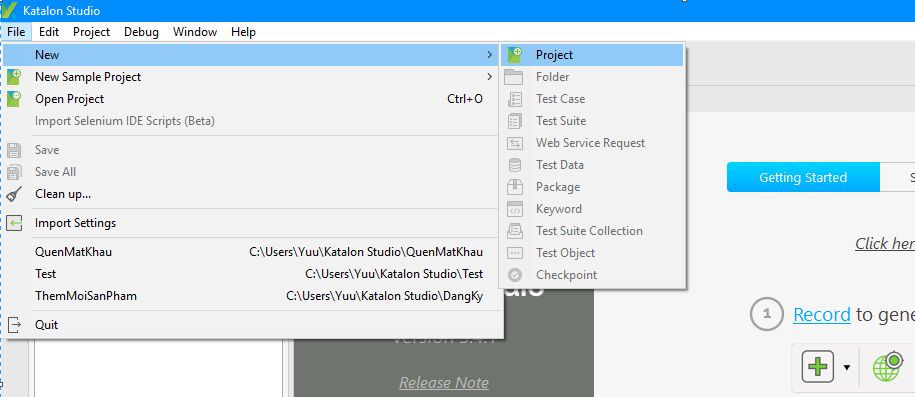 Katalon Studio
File Edit Project Debug Window Help
New
New Sample Project
Open Project Ctrl+O
Import Selenium IDE Scripts (Beta)
Save
Save All
Clean up...
Import Settings
QuenMatKhau C:\Users\Yuu\Katalon Studio\QuenMatKhau
Test C:\Users\Yuu\Katalon Studio\Test
ThemMoiSanPham C:\Users\Yuu\Katalon Studio\DangKy
Quit
Project
Folder
Test Case
Test Suite
Web Service Request
Test Data
Package
Keyword
Test Suite Collection
Test Object
Checkpoint
Release Note
Getting Started
Click her
1 Record to gene